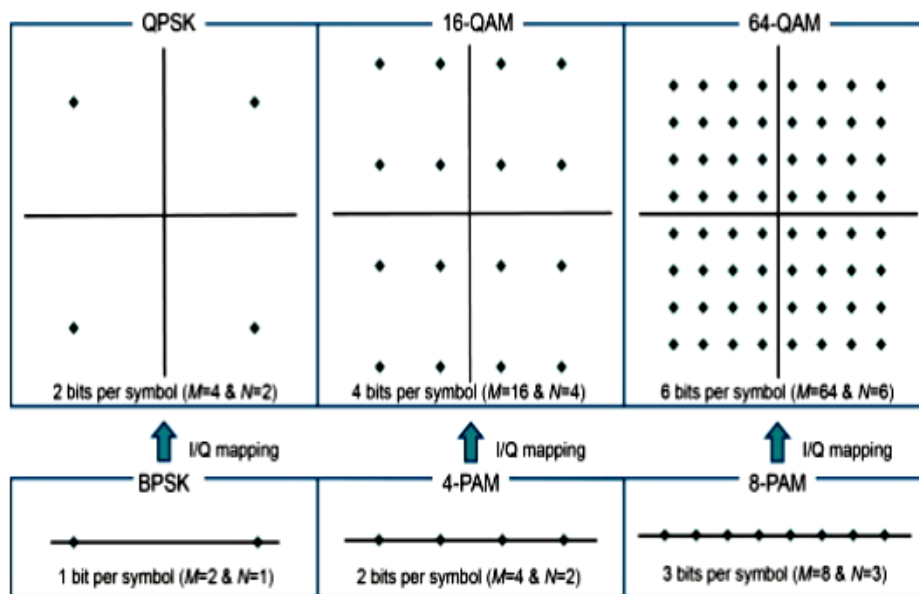 QPSK
16-QAM
64-QAM
2 bits per symbol (M=4 & N=2)
4 bits per symbol (M=16 & N=4)
6 bits per symbol (M=64 & N=6)
I/Q mapping
I/Q mapping
I/Q mapping
BPSK
4-PAM
8-PAM
1 bit per symbol (M=2 & N=1)
2 bits per symbol (M=4 & N=2)
3 bits per symbol (M=8 & N=3)